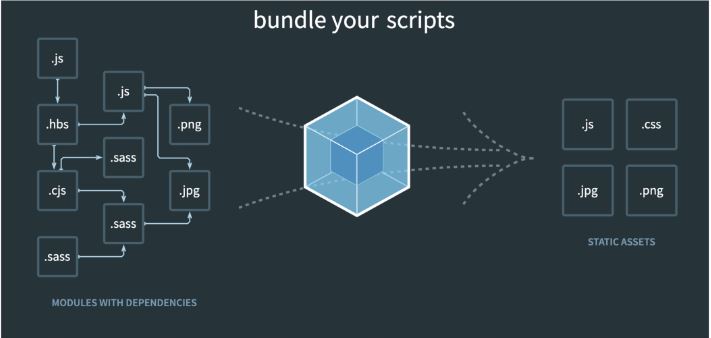 bundle your scripts
.js
.js
.hbs
.png
.sass
.cjs
.jpg
.sass
.sass
MODULES WITH DEPENDENCIES
.js
.css
.jpg
.png
STATIC ASSETS